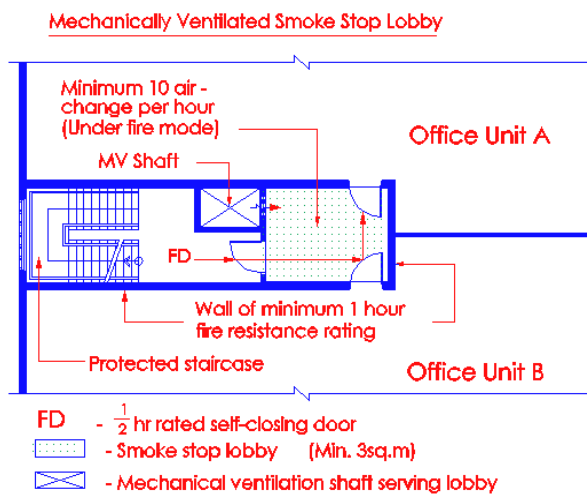 Mechanically Ventilated Smoke Stop Lobby
Minimum 10 air -
change per hour
(Under fire mode)
MV Shaft
Office Unit A
FD
Wall of minimum 1 hour
fire resistance rating
Protected staircase
Office Unit B
FD - 1/2 hr rated self-closing door
- Smoke stop lobby (Min. 3sq.m)
- Mechanical ventilation shaft serving lobby